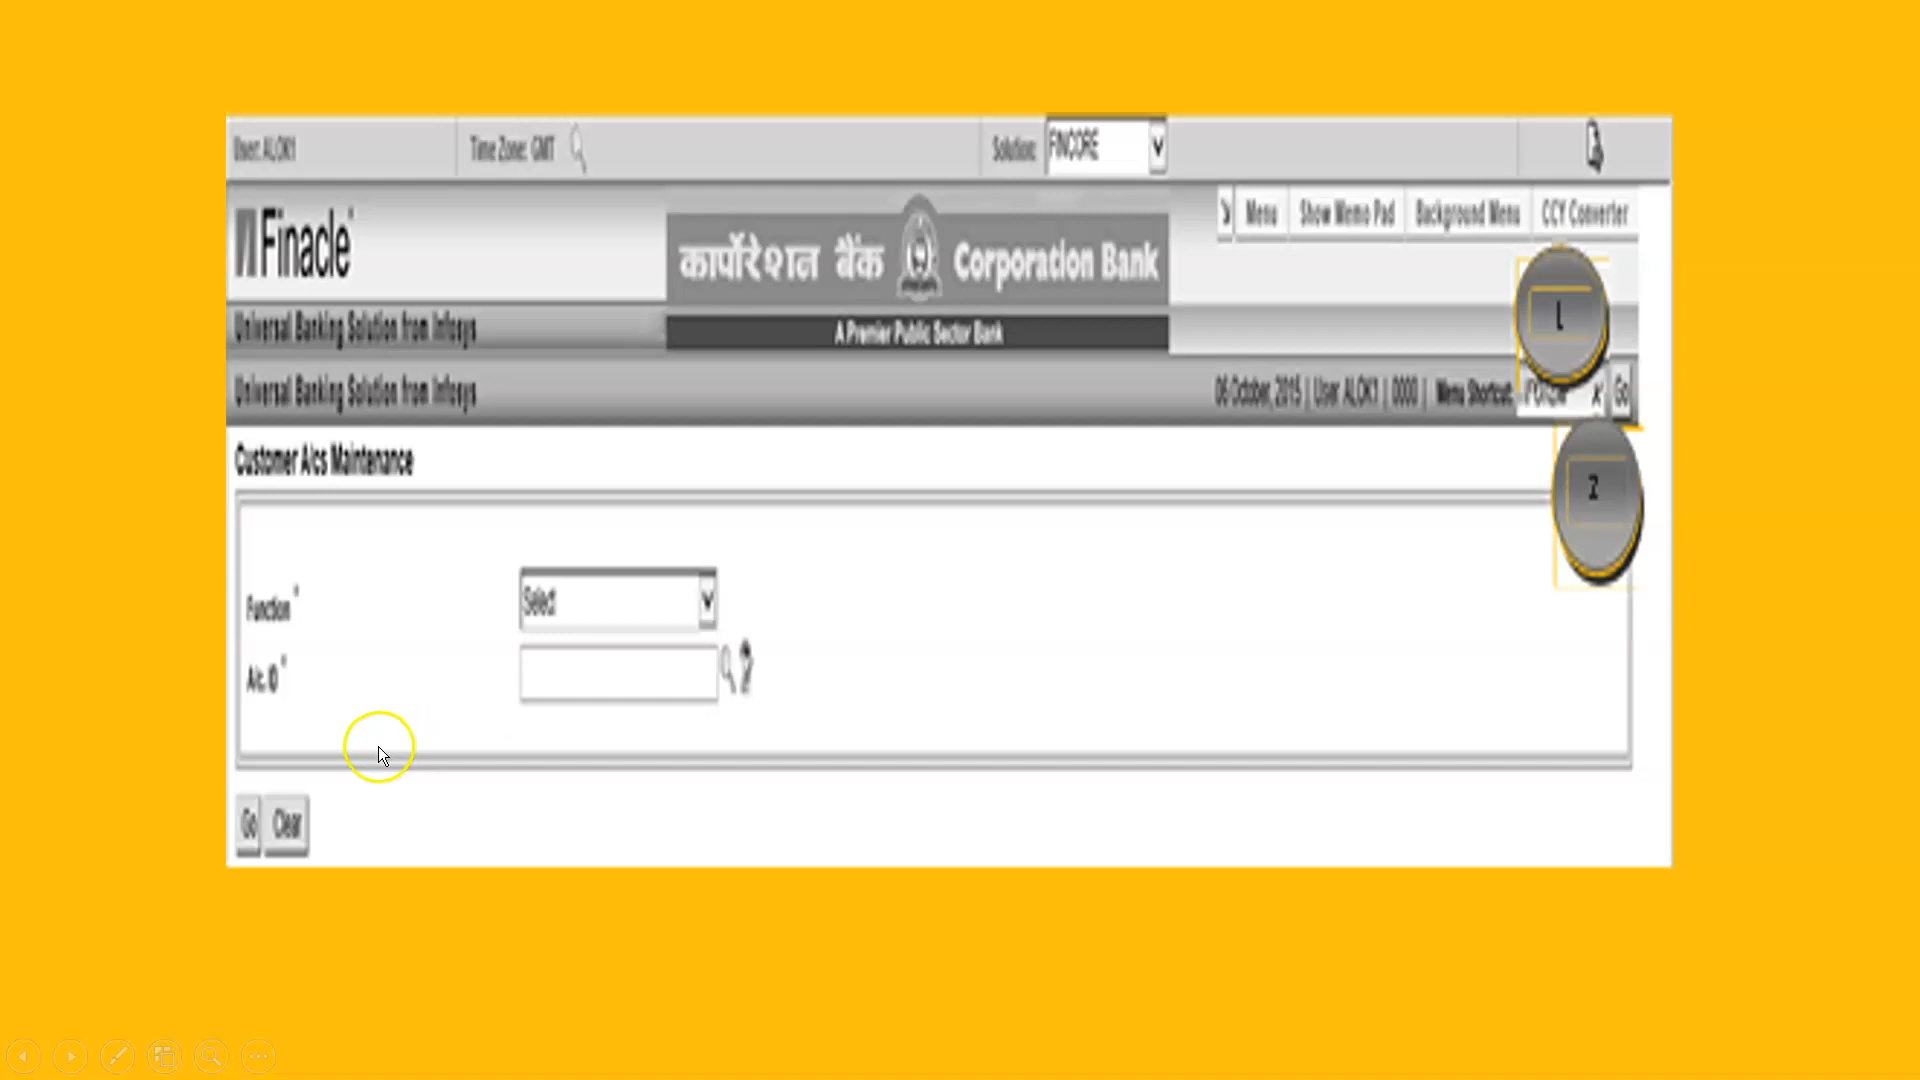 User: ALOK1 Time Zone: GMT Solution: FINCORE
Menu Show Memo Pad Background Menu CCY Converter
Finacle
कार्पोरेशन बैंक Corporation Bank
1
Universal Banking Solution from Infosys
A Premier Public Sector Bank
Universal Banking Solution from Infosys
06 October, 2015 | User ALOK1 | 0000 | Menu Shortcut: Go
Customer A/cs Maintenance
2
Function * Select
A/c. ID *
Go Clear